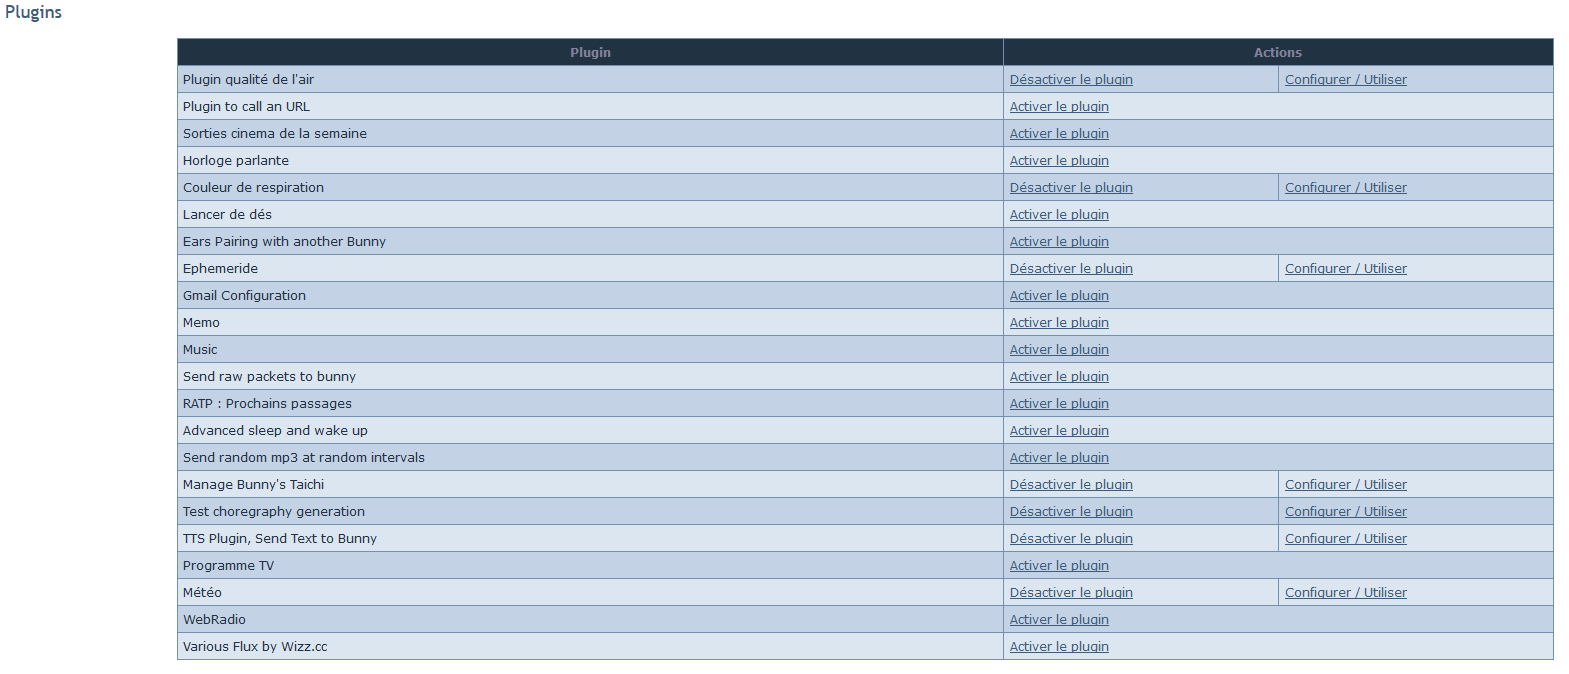 Plugins
Plugin Actions
Plugin qualité de l'air Désactiver le plugin Configurer / Utiliser
Plugin to call an URL Activer le plugin
Sorties cinema de la semaine Activer le plugin
Horloge parlante Activer le plugin
Couleur de respiration Désactiver le plugin Configurer / Utiliser
Lancer de dés Activer le plugin
Ears Pairing with another Bunny Activer le plugin
Ephemeride Désactiver le plugin Configurer / Utiliser
Gmail Configuration Activer le plugin
Memo Activer le plugin
Music Activer le plugin
Send raw packets to bunny Activer le plugin
RATP : Prochains passages Activer le plugin
Advanced sleep and wake up Activer le plugin
Send random mp3 at random intervals Activer le plugin
Manage Bunny's Taichi Désactiver le plugin Configurer / Utiliser
Test choregraphy generation Désactiver le plugin Configurer / Utiliser
TTS Plugin, Send Text to Bunny Désactiver le plugin Configurer / Utiliser
Programme TV Activer le plugin
Météo Désactiver le plugin Configurer / Utiliser
WebRadio Activer le plugin
Various Flux by Wizz.cc Activer le plugin